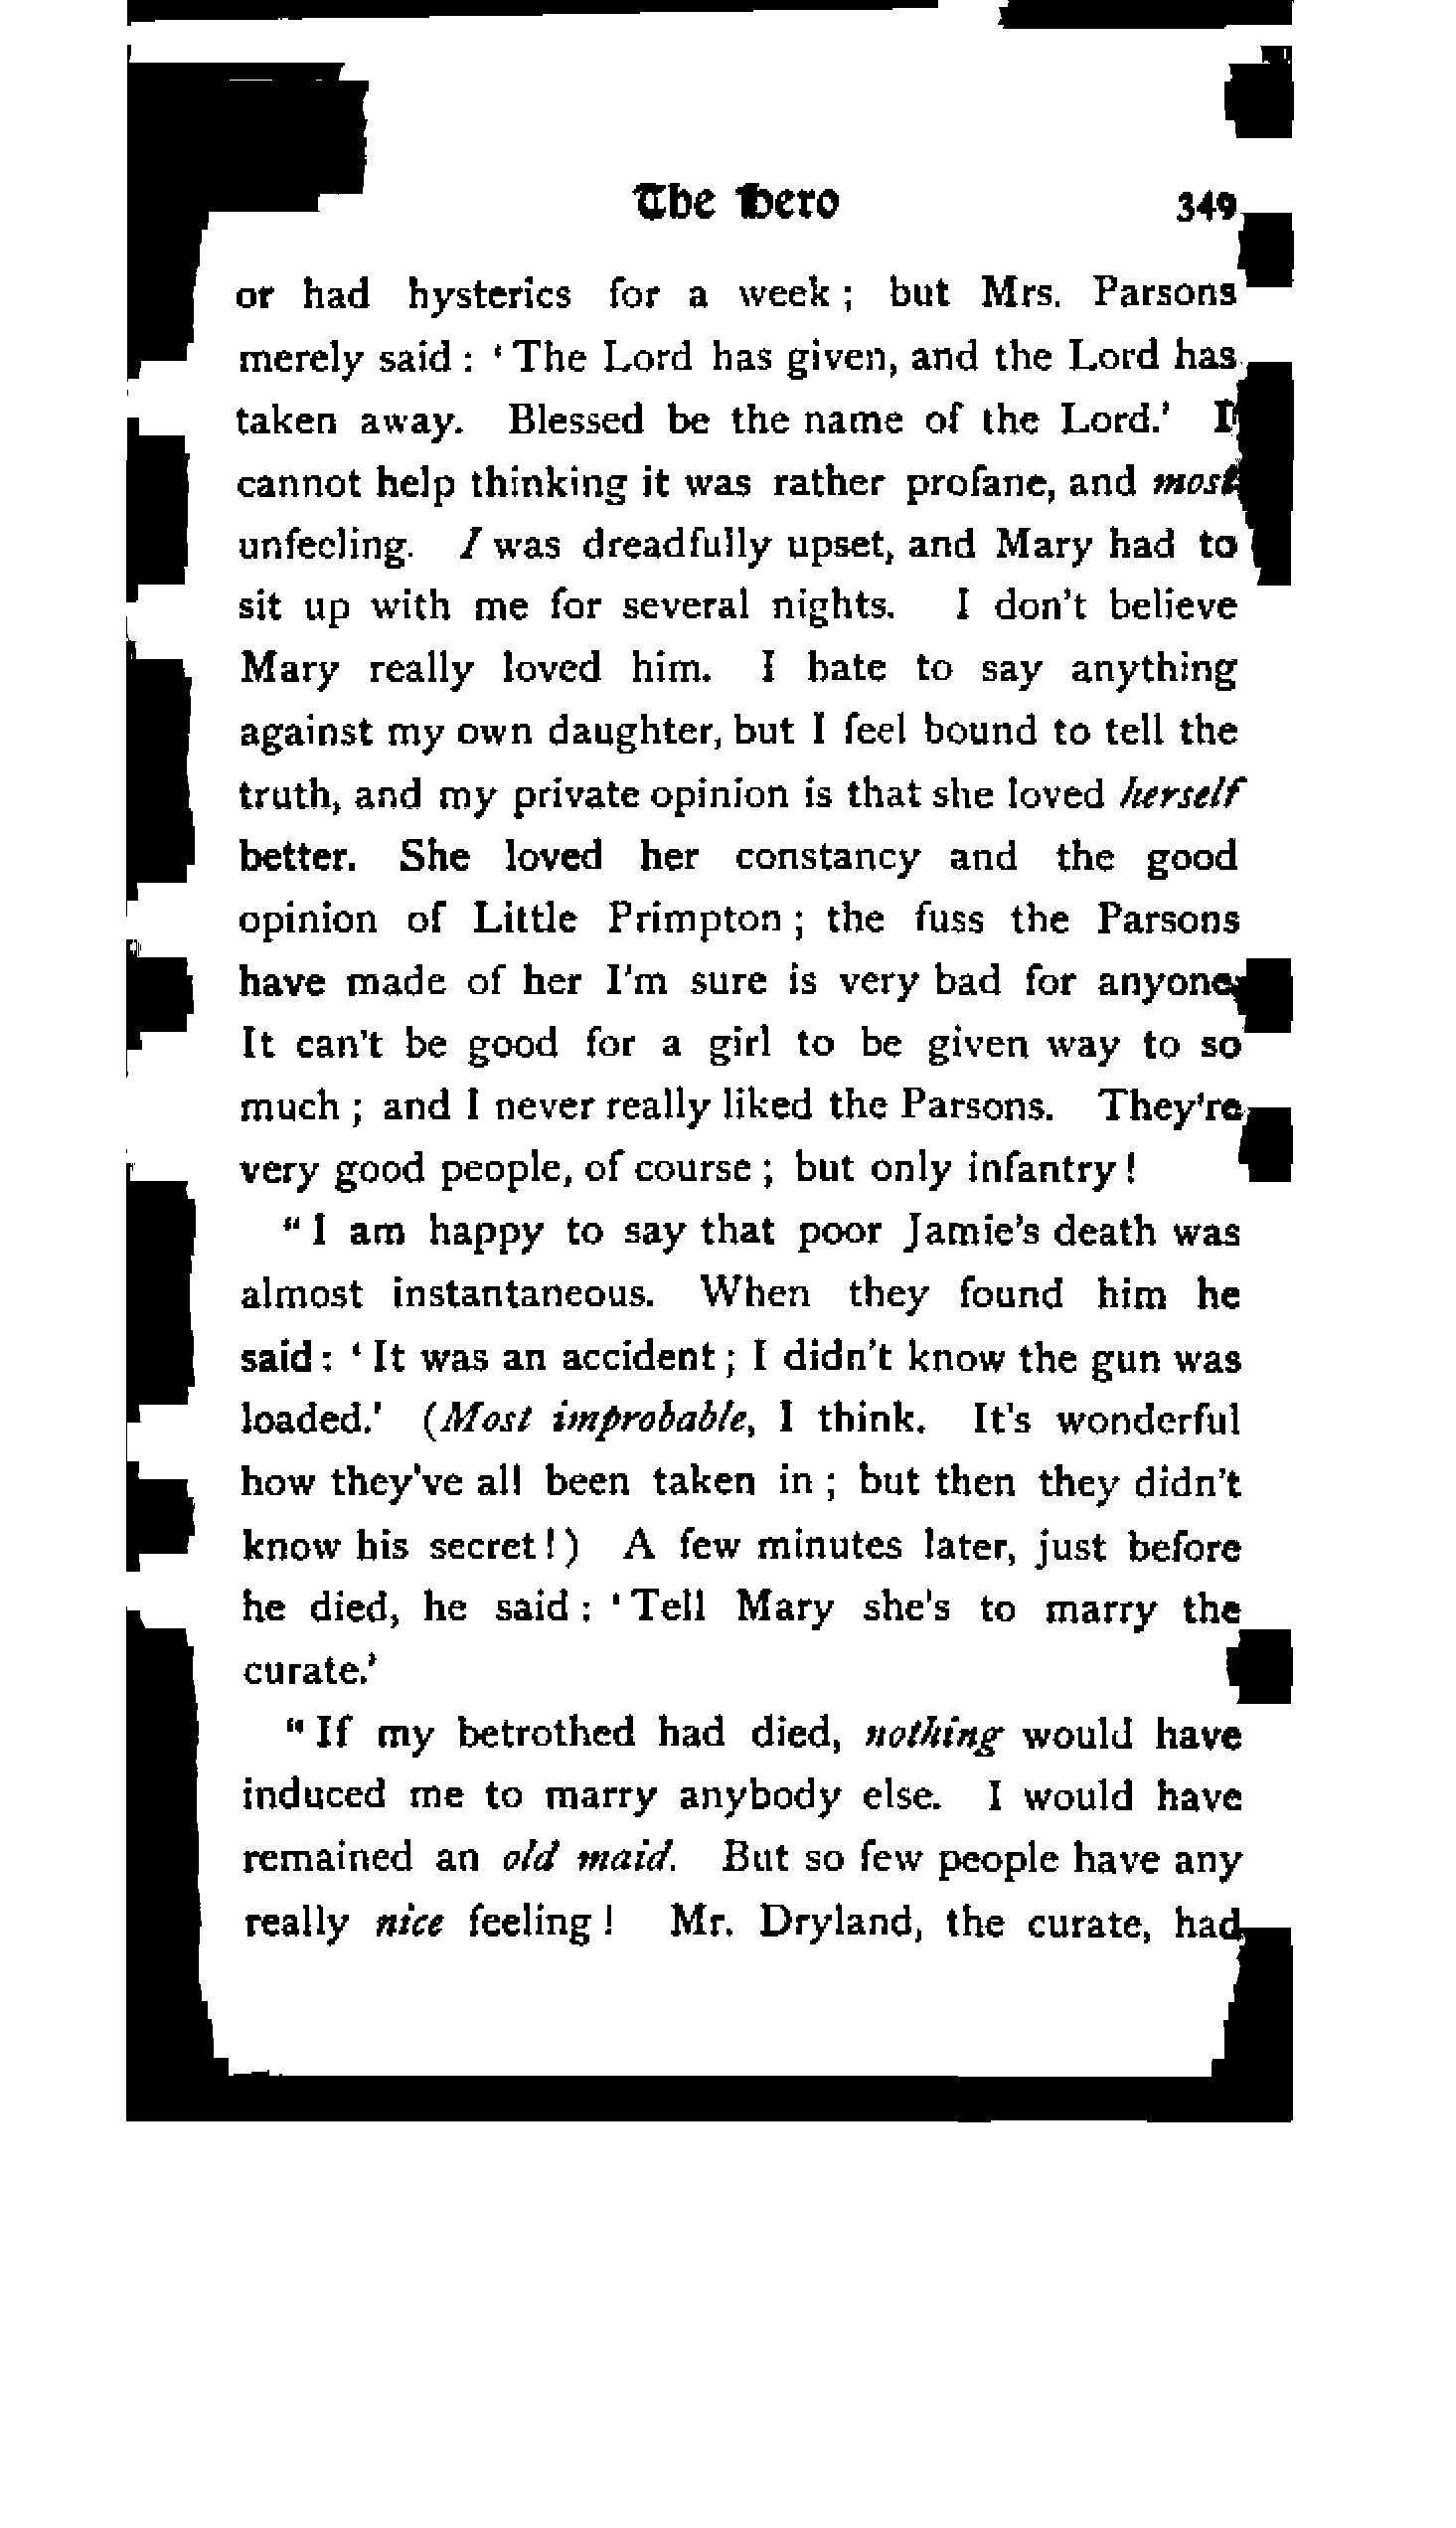 The Hero 349
or had hysterics for a week ; but Mrs. Parsons
merely said : ‘ The Lord has given, and the Lord has
taken away. Blessed be the name of the Lord.’ I
cannot help thinking it was rather profane, and most
unfeeling. I was dreadfully upset, and Mary had to
sit up with me for several nights. I don't believe
Mary really loved him. I hate to say anything
against my own daughter, but I feel bound to tell the
truth, and my private opinion is that she loved herself
better. She loved her constancy and the good
opinion of Little Primpton ; the fuss the Parsons
have made of her I'm sure is very bad for anyone.
It can't be good for a girl to be given way to so
much ; and I never really liked the Parsons. They're
very good people, of course ; but only infantry !
“ I am happy to say that poor Jamie's death was
almost instantaneous. When they found him he
said : ‘ It was an accident ; I didn't know the gun was
loaded.’ (Most improbable, I think. It's wonderful
how they've all been taken in ; but then they didn't
know his secret !) A few minutes later, just before
he died, he said : ‘ Tell Mary she's to marry the
curate.’
“ If my betrothed had died, nothing would have
induced me to marry anybody else. I would have
remained an old maid. But so few people have any
really nice feeling ! Mr. Dryland, the curate, had